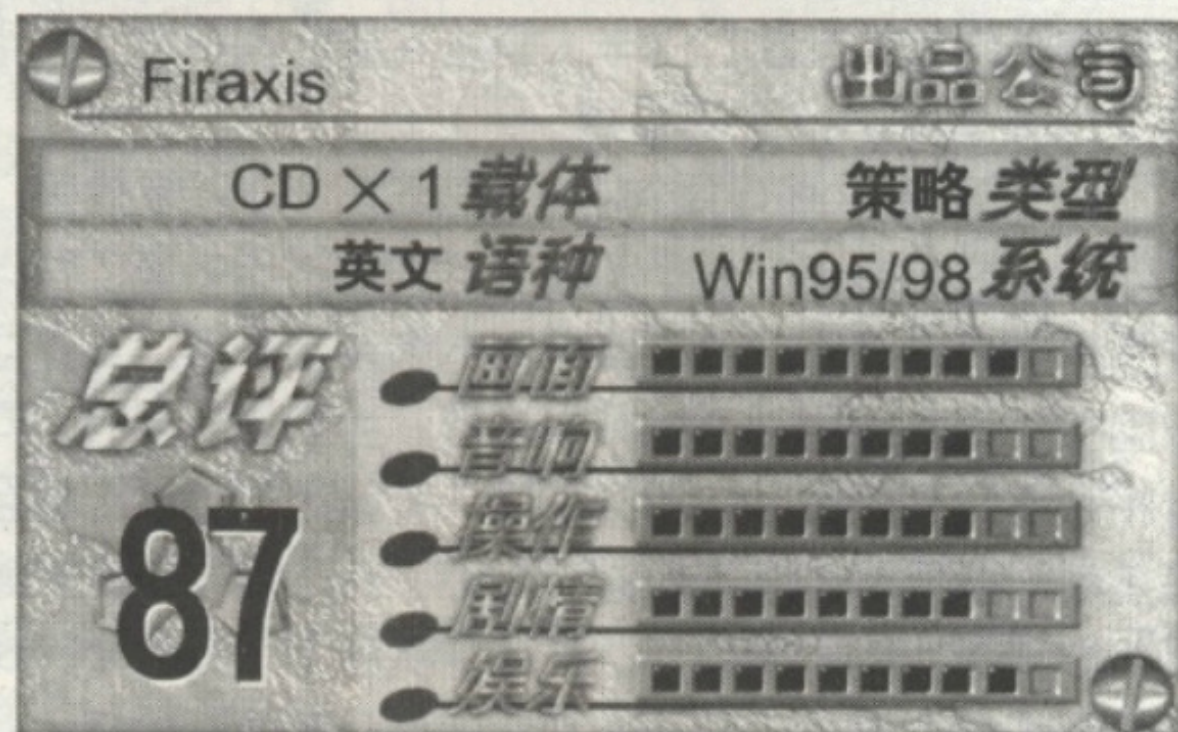 Firaxis 出品公司
CD × 1 载体 策略 类型
英文 语种 Win95/98 系统
总评
87
画面
音响
操作
剧情
娱乐